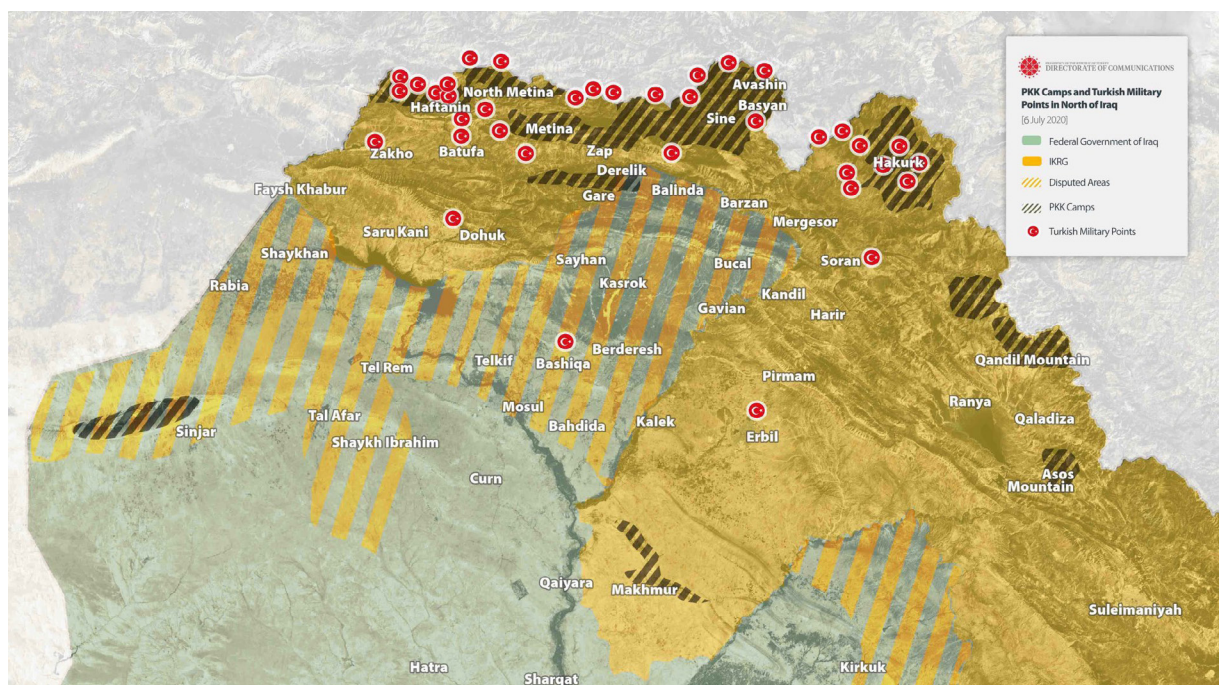 DIRECTORATE OF COMMUNICATIONS
PKK Camps and Turkish Military
Points in North of Iraq
[6 July 2020]
Federal Government of Iraq
IKRG
Disputed Areas
PKK Camps
Turkish Military Points
Avashin
North Metina
Haftanin
Basyan
Sine
Metina
Zakho
Batufa
Zap
Hakurk
Derelik
Faysh Khabur
Gare
Balinda
Barzan
Mergesor
Saru Kani
Dohuk
Shaykhan
Sayhan
Bucal
Soran
Rabia
Kasrok
Kandil
Gavian
Harir
Berderesh
Telkif
Bashiqa
Tel Rem
Qandil Mountain
Pirmam
Mosul
Ranya
Tal Afar
Bahdida
Kalek
Qaladiza
Sinjar
Erbil
Shaykh Ibrahim
Curn
Asos
Mountain
Qaiyara
Makhmur
Suleimaniyah
Hatra
Kirkuk
Sharqat